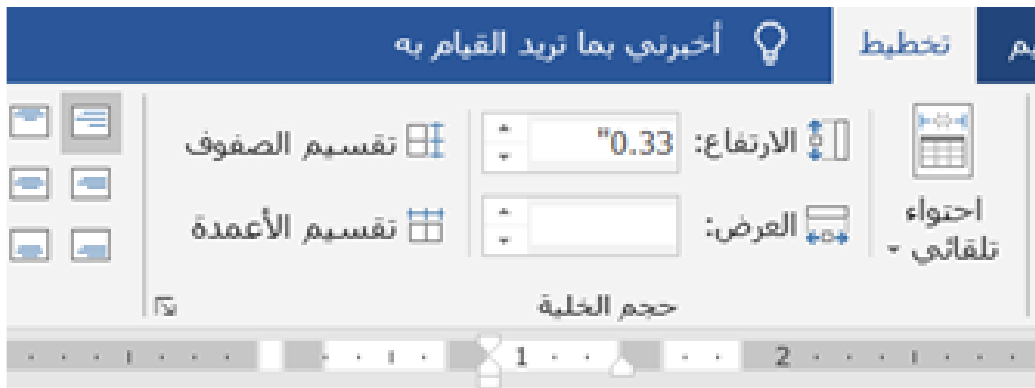 تخطيط
أخبرني بما تريد القيام به
احتواء
تلقائي
الارتفاع: 0.33"
تقسيم الصفوف
العرض:
تقسيم الأعمدة
حجم الخلية
1 2